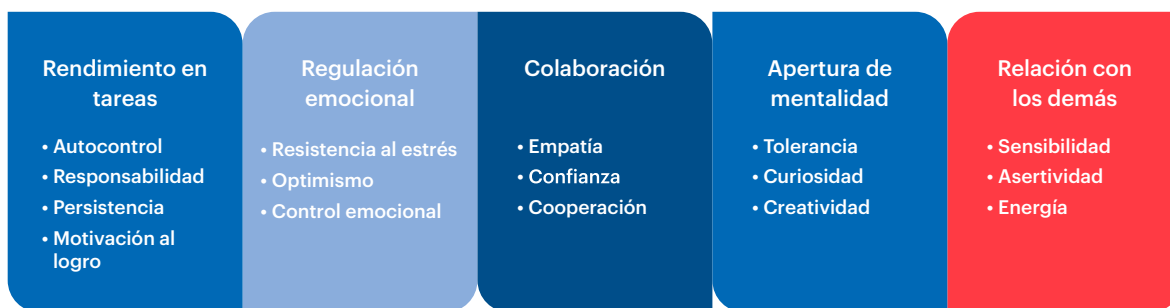 Rendimiento en
tareas
• Autocontrol
• Responsabilidad
• Persistencia
• Motivación al
logro
Regulación
emocional
• Resistencia al estrés
• Optimismo
• Control emocional
Colaboración
• Empatía
• Confianza
• Cooperación
Apertura de
mentalidad
• Tolerancia
• Curiosidad
• Creatividad
Relación con
los demás
• Sensibilidad
• Asertividad
• Energía